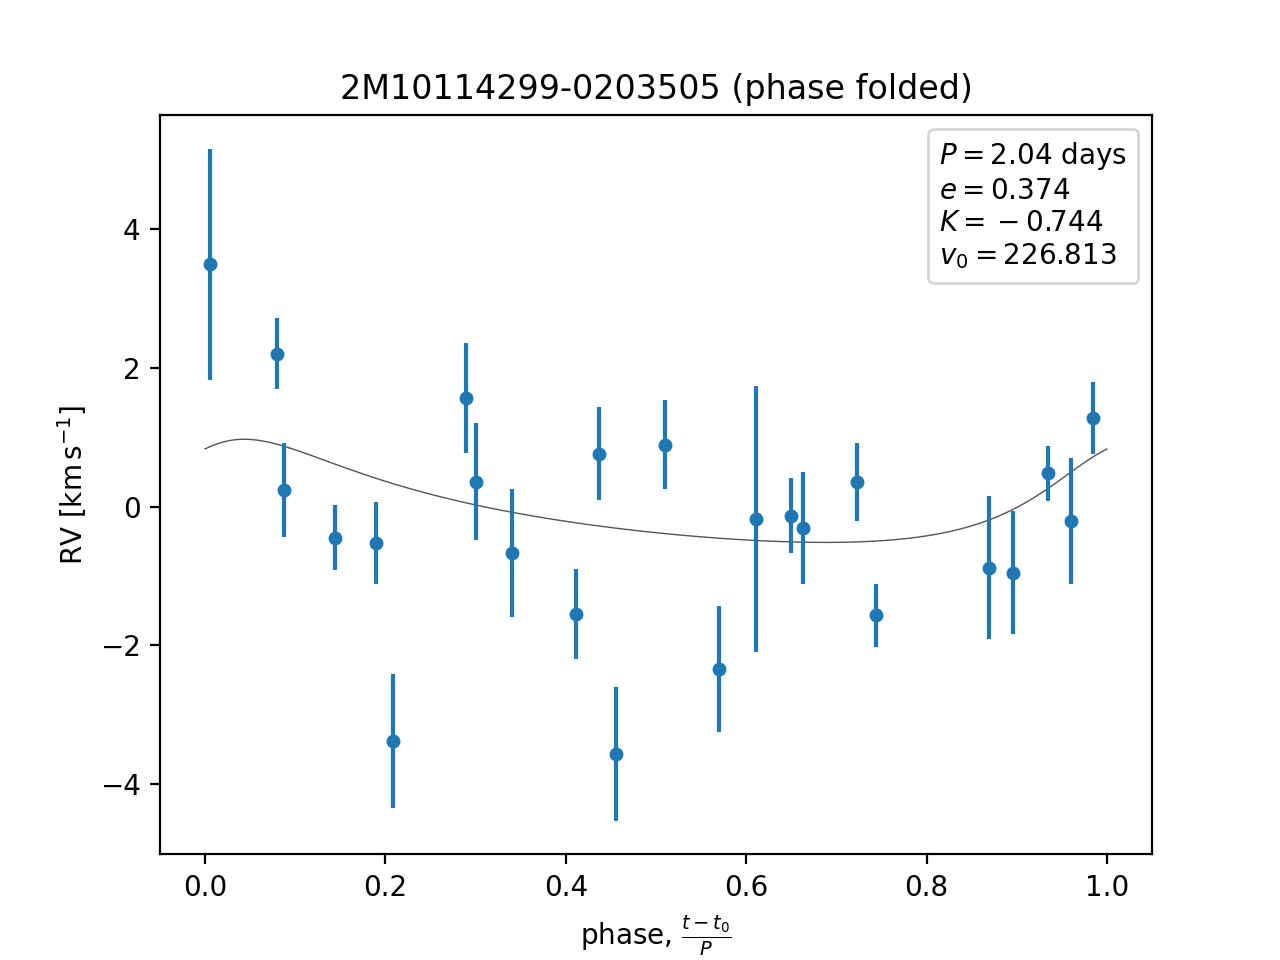 2M10114299-0203505 (phase folded)
P = 2.04 days
e = 0.374
K = −0.744
v₀ = 226.813
RV [km s⁻¹]
4
2
0
−2
−4
0.0 0.2 0.4 0.6 0.8 1.0
phase, (t − t₀)/P